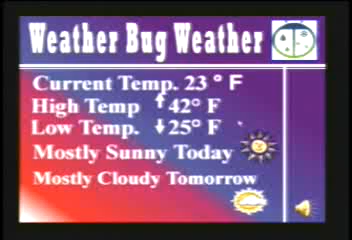 Weather Bug Weather
Current Temp. 23 ° F
High Temp ↑ 42° F
Low Temp. ↓ 25° F
Mostly Sunny Today
Mostly Cloudy Tomorrow